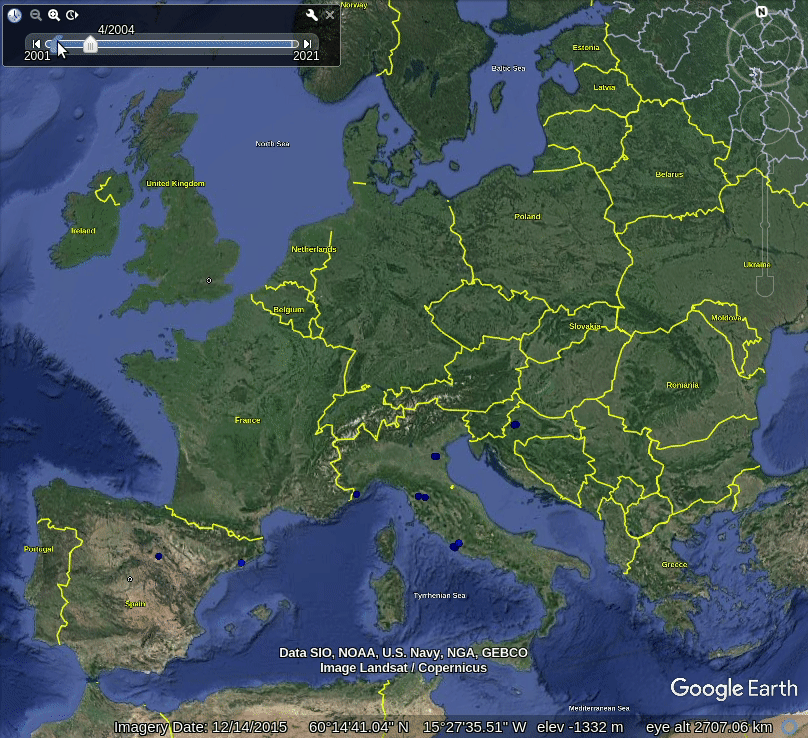 4/2004
2001
2021
N
Norway
Estonia
Baltic Sea
Latvia
North Sea
United Kingdom
Belarus
Poland
Ireland
Netherlands
Ukraine
Belgium
Moldova
Slovakia
Romania
France
Portugal
Greece
Tyrrhenian Sea
Spain
Data SIO, NOAA, U.S. Navy, NGA, GEBCO
Image Landsat / Copernicus
Google Earth
Mediterranean Sea
Imagery Date: 12/14/2015 60°14'41.04" N 15°27'35.51" W elev -1332 m eye alt 2707.06 km